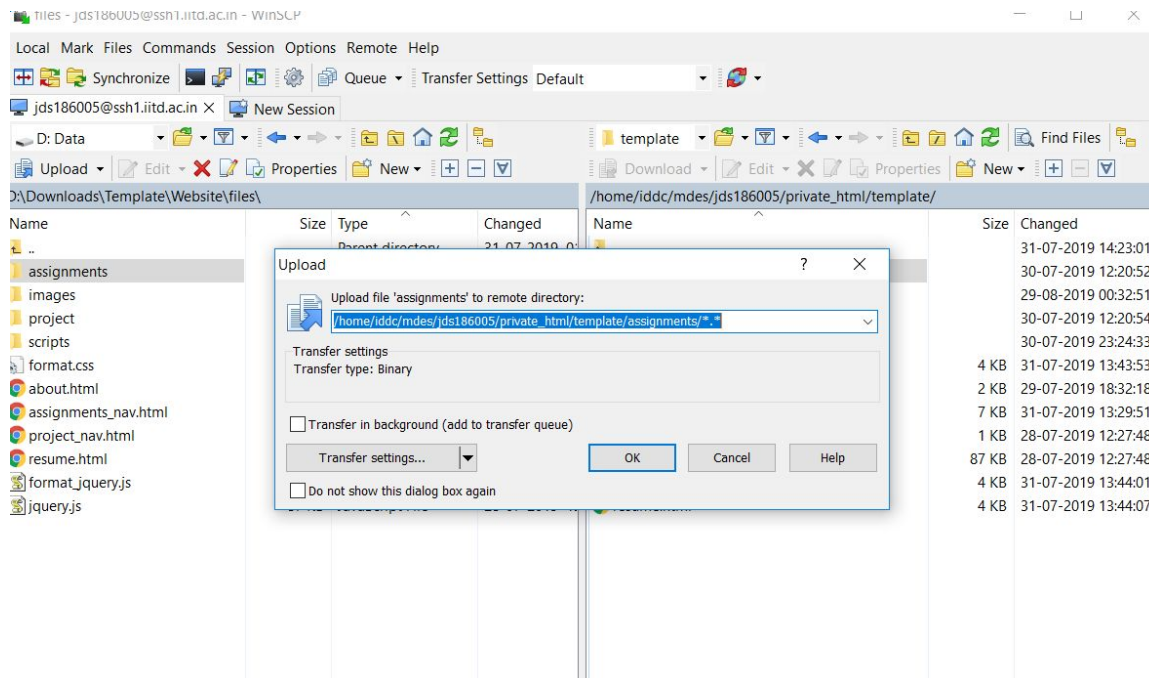 files - jds186005@ssh1.iitd.ac.in - WinSCP
Local Mark Files Commands Session Options Remote Help
Synchronize Queue Transfer Settings Default
jds186005@ssh1.iitd.ac.in New Session
D: Data template Find Files
Upload Edit Properties New Download Edit Properties New
D:\Downloads\Template\Website\files\ /home/iddc/mdes/jds186005/private_html/template/
Name Size Type Changed Name Size Changed
.. Parent directory 31-07-2019 31-07-2019 14:23:01
assignments 30-07-2019 12:20:52
images 29-08-2019 00:32:51
project 30-07-2019 12:20:54
scripts 30-07-2019 23:24:33
format.css 4 KB 31-07-2019 13:43:53
about.html 2 KB 29-07-2019 18:32:18
assignments_nav.html 7 KB 31-07-2019 13:29:51
project_nav.html 1 KB 28-07-2019 12:27:48
resume.html 87 KB 28-07-2019 12:27:48
format_jquery.js 4 KB 31-07-2019 13:44:01
jquery.js 4 KB 31-07-2019 13:44:07
Upload ?
Upload file 'assignments' to remote directory:
/home/iddc/mdes/jds186005/private_html/template/assignments/*.*
Transfer settings
Transfer type: Binary
Transfer in background (add to transfer queue)
Transfer settings... OK Cancel Help
Do not show this dialog box again